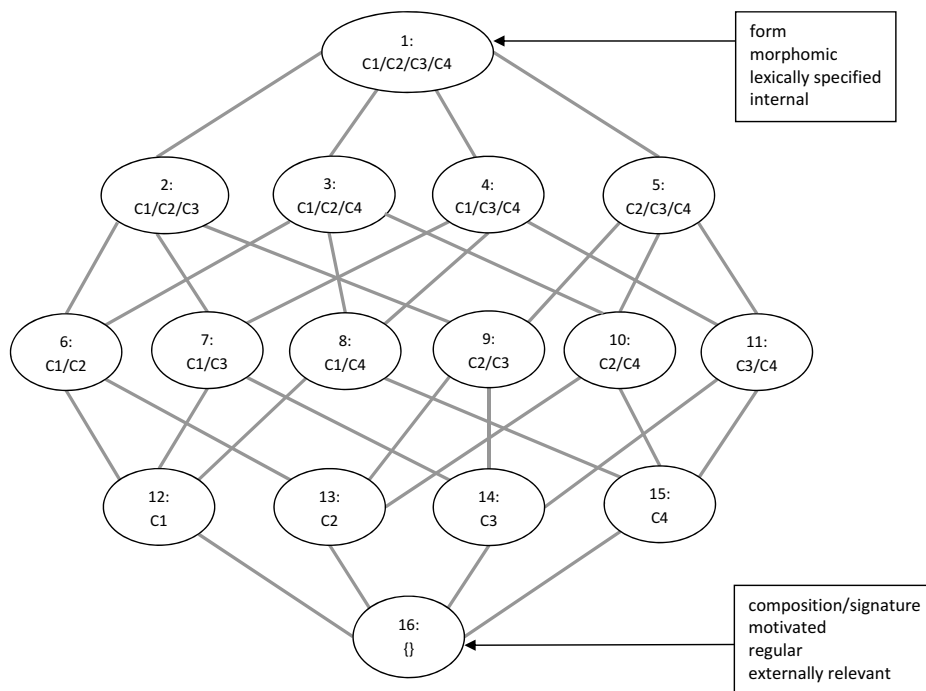 1:
C1/C2/C3/C4
form
morphomic
lexically specified
internal
2:
C1/C2/C3
3:
C1/C2/C4
4:
C1/C3/C4
5:
C2/C3/C4
6:
C1/C2
7:
C1/C3
8:
C1/C4
9:
C2/C3
10:
C2/C4
11:
C3/C4
12:
C1
13:
C2
14:
C3
15:
C4
16:
{}
composition/signature
motivated
regular
externally relevant